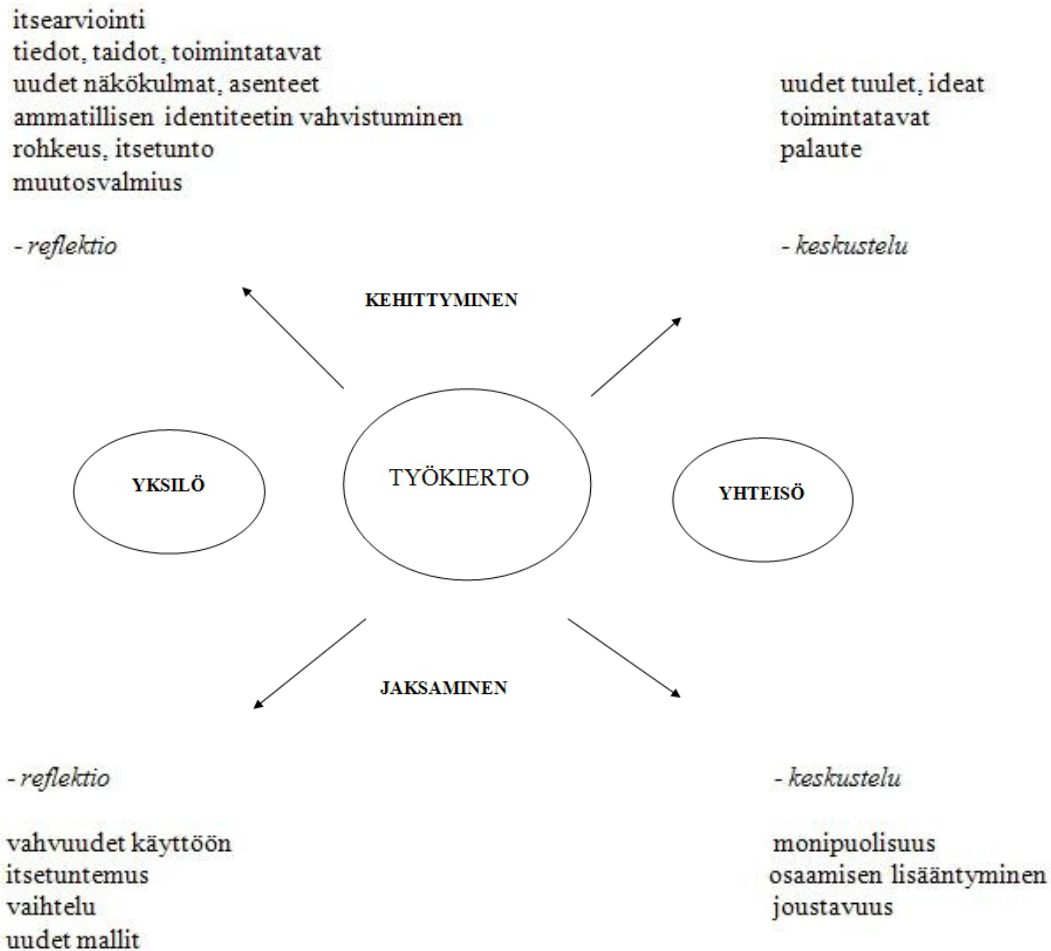 itsearviointi
tiedot, taidot, toimintatavat
uudet näkökulmat, asenteet
ammatillisen identiteetin vahvistuminen
rohkeus, itsetunto
muutosvalmius
- reflektio
uudet tuulet, ideat
toimintatavat
palaute
- keskustelu
KEHITTYMINEN
YKSILÖ
TYÖKIERTO
YHTEISÖ
JAKSAMINEN
- reflektio
vahvuudet käyttöön
itsetuntemus
vaihtelu
uudet mallit
- keskustelu
monipuolisuus
osaamisen lisääntyminen
joustavuus